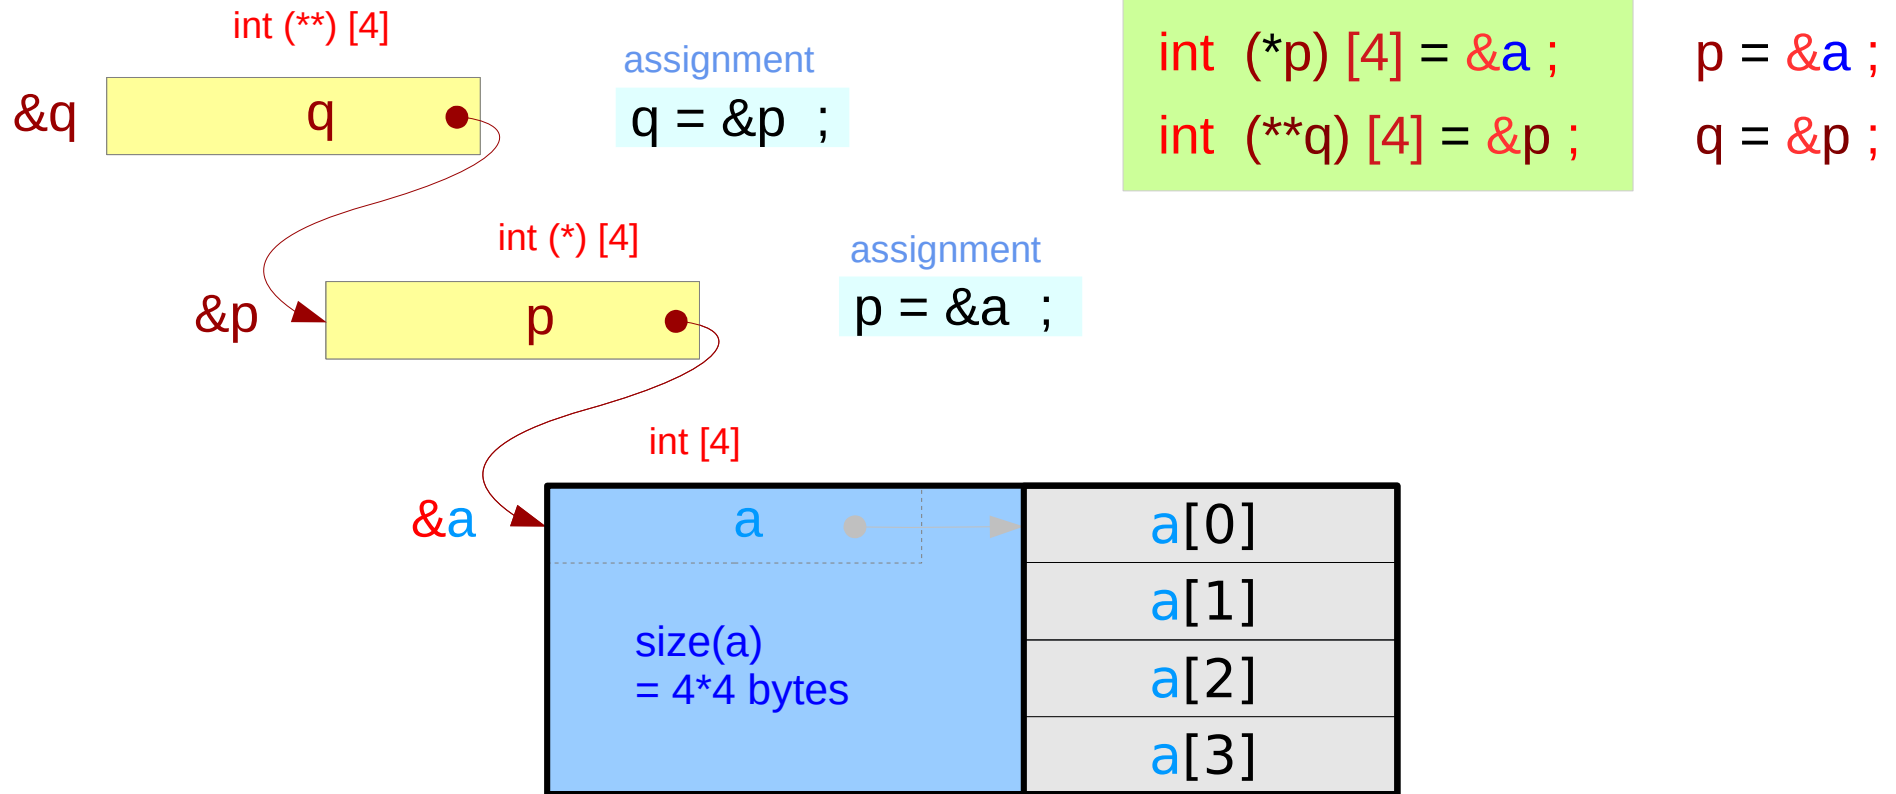 int (**) [4]
&q
q
assignment
q = &p ;
int (*p) [4] = &a ;
p = &a ;
int (**q) [4] = &p ;
q = &p ;
int (*) [4]
&p
p
assignment
p = &a ;
int [4]
&a
a
size(a)
= 4*4 bytes
a[0]
a[1]
a[2]
a[3]